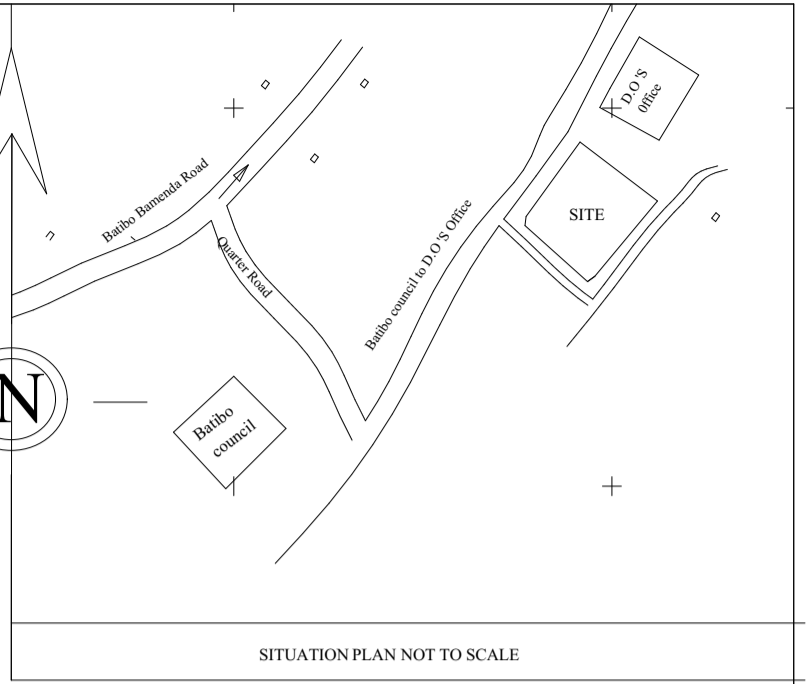 D.O 'S
0ffice
SITE
Batibo Bamenda Road
Quarter Road
Batibo council to D.O 'S Office
N
Batibo
council
SITUATION PLAN NOT TO SCALE